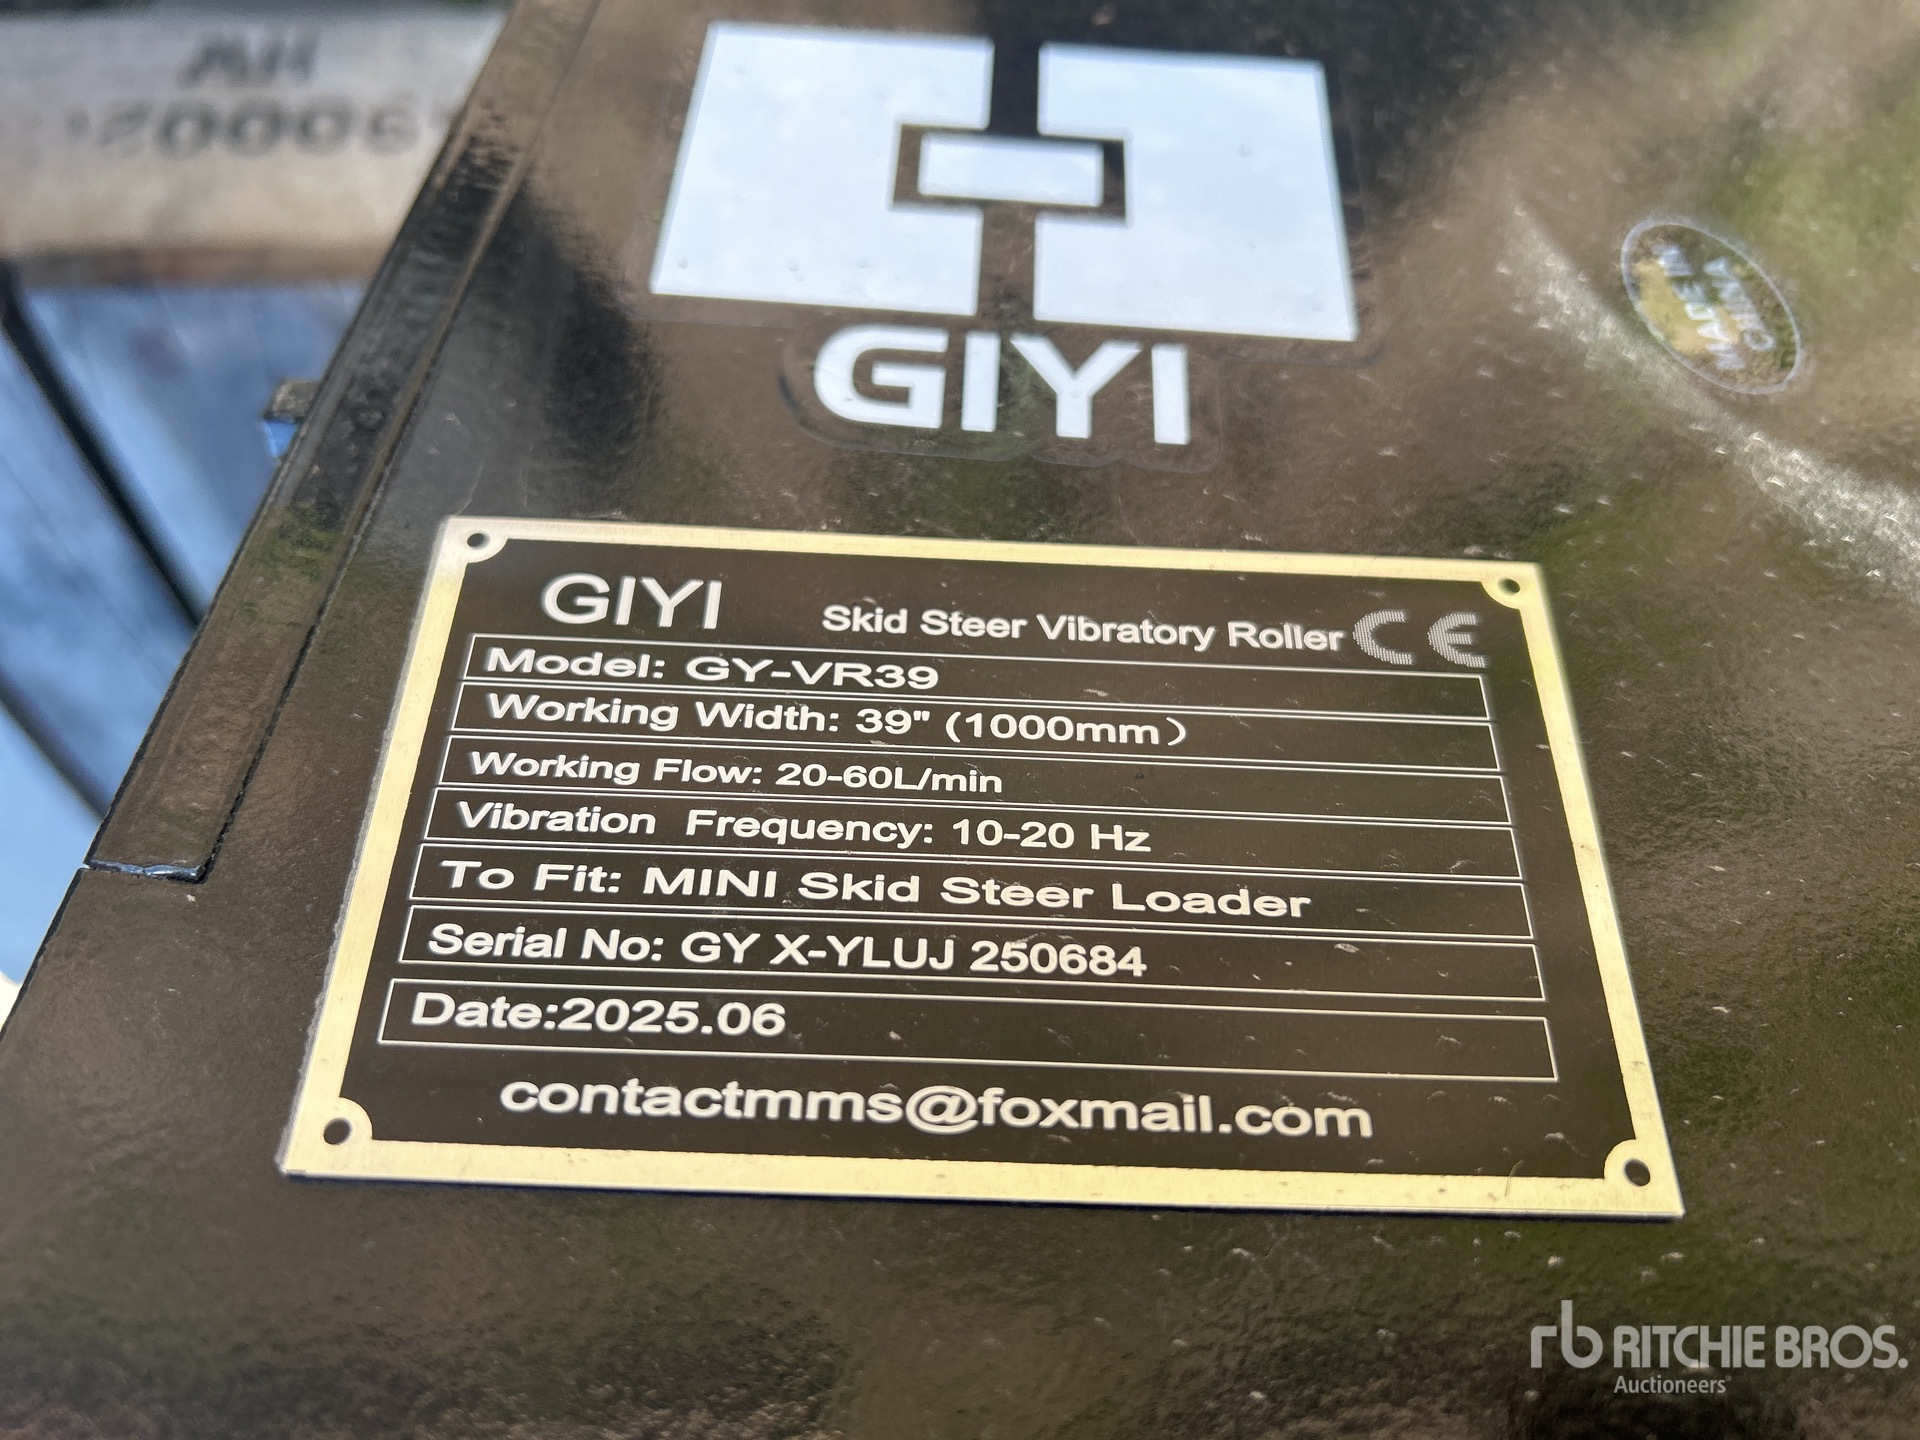 GIYI
MADE IN
CHINA
GIYI
Skid Steer Vibratory Roller CE
Model: GY-VR39
Working Width: 39" (1000mm)
Working Flow: 20-60L/min
Vibration Frequency: 10-20 Hz
To Fit: MINI Skid Steer Loader
Serial No: GY X-YLUJ 250684
Date:2025.06
contactmms@foxmail.com
rb RITCHIE BROS.
Auctioneers